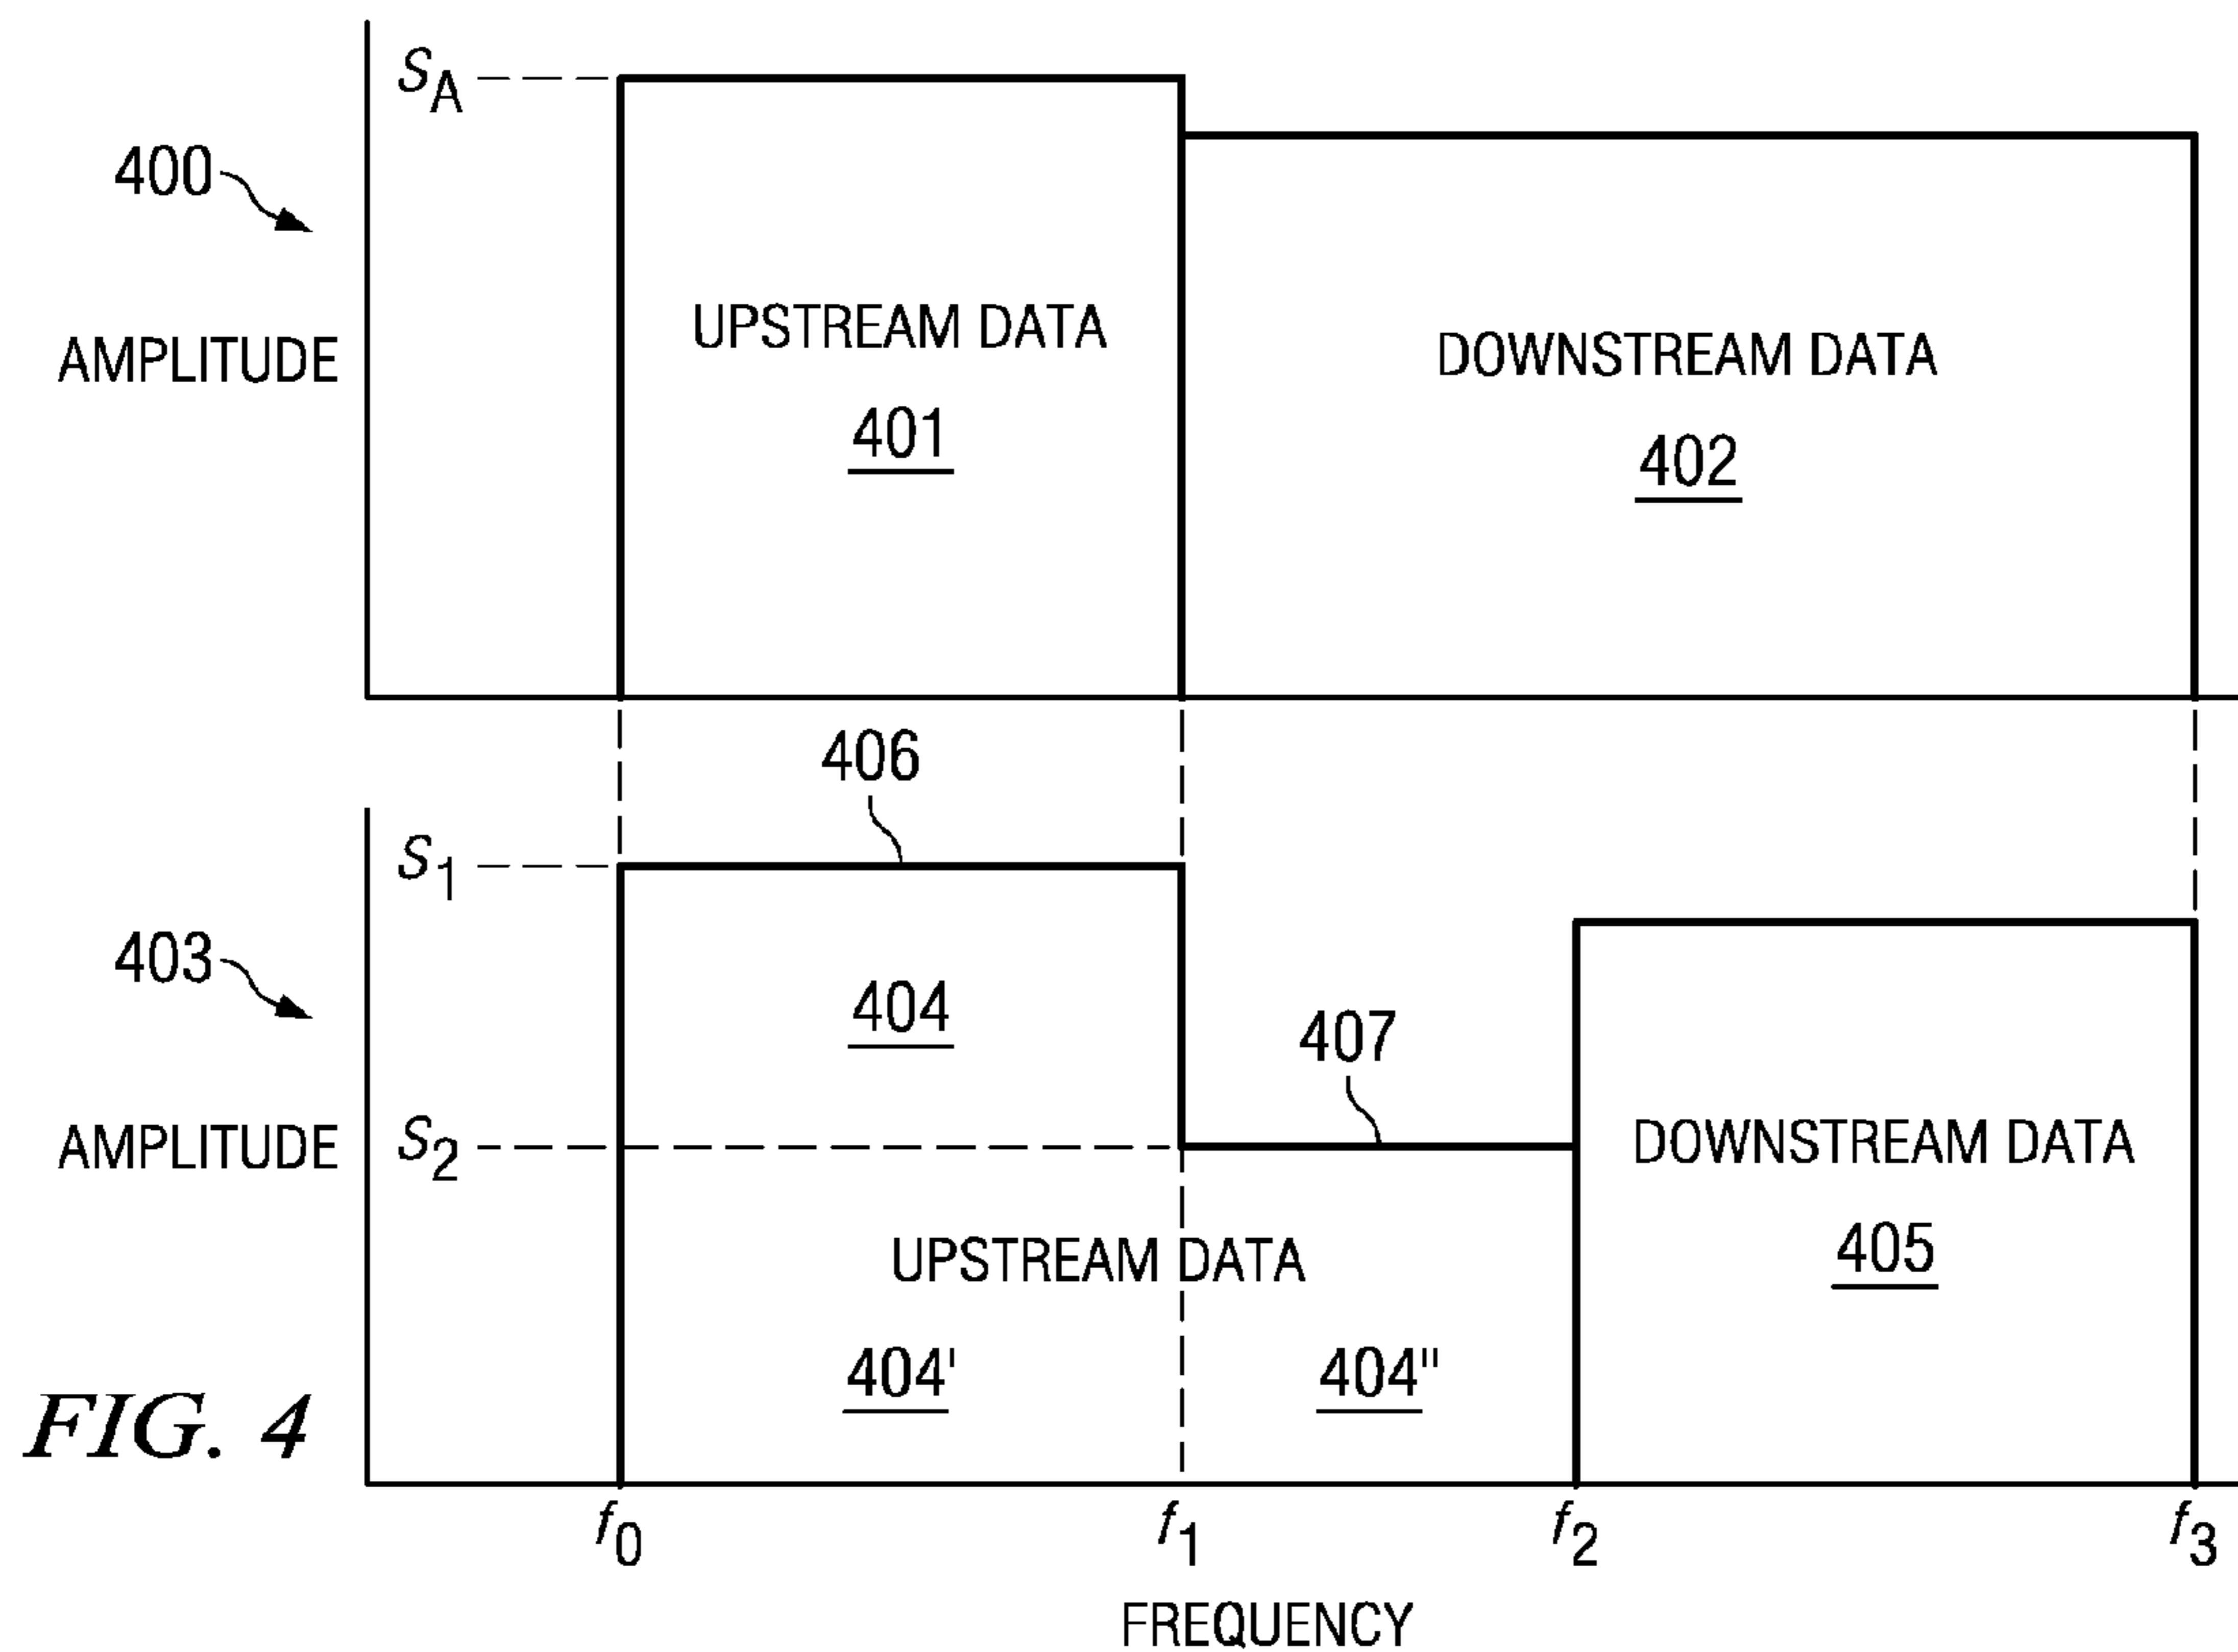 S_A
400
UPSTREAM DATA
401
AMPLITUDE
DOWNSTREAM DATA
402
406
S_1
403
404
407
AMPLITUDE
S_2
DOWNSTREAM DATA
405
UPSTREAM DATA
404'
404"
FIG. 4
f_0 f_1 f_2 f_3
FREQUENCY